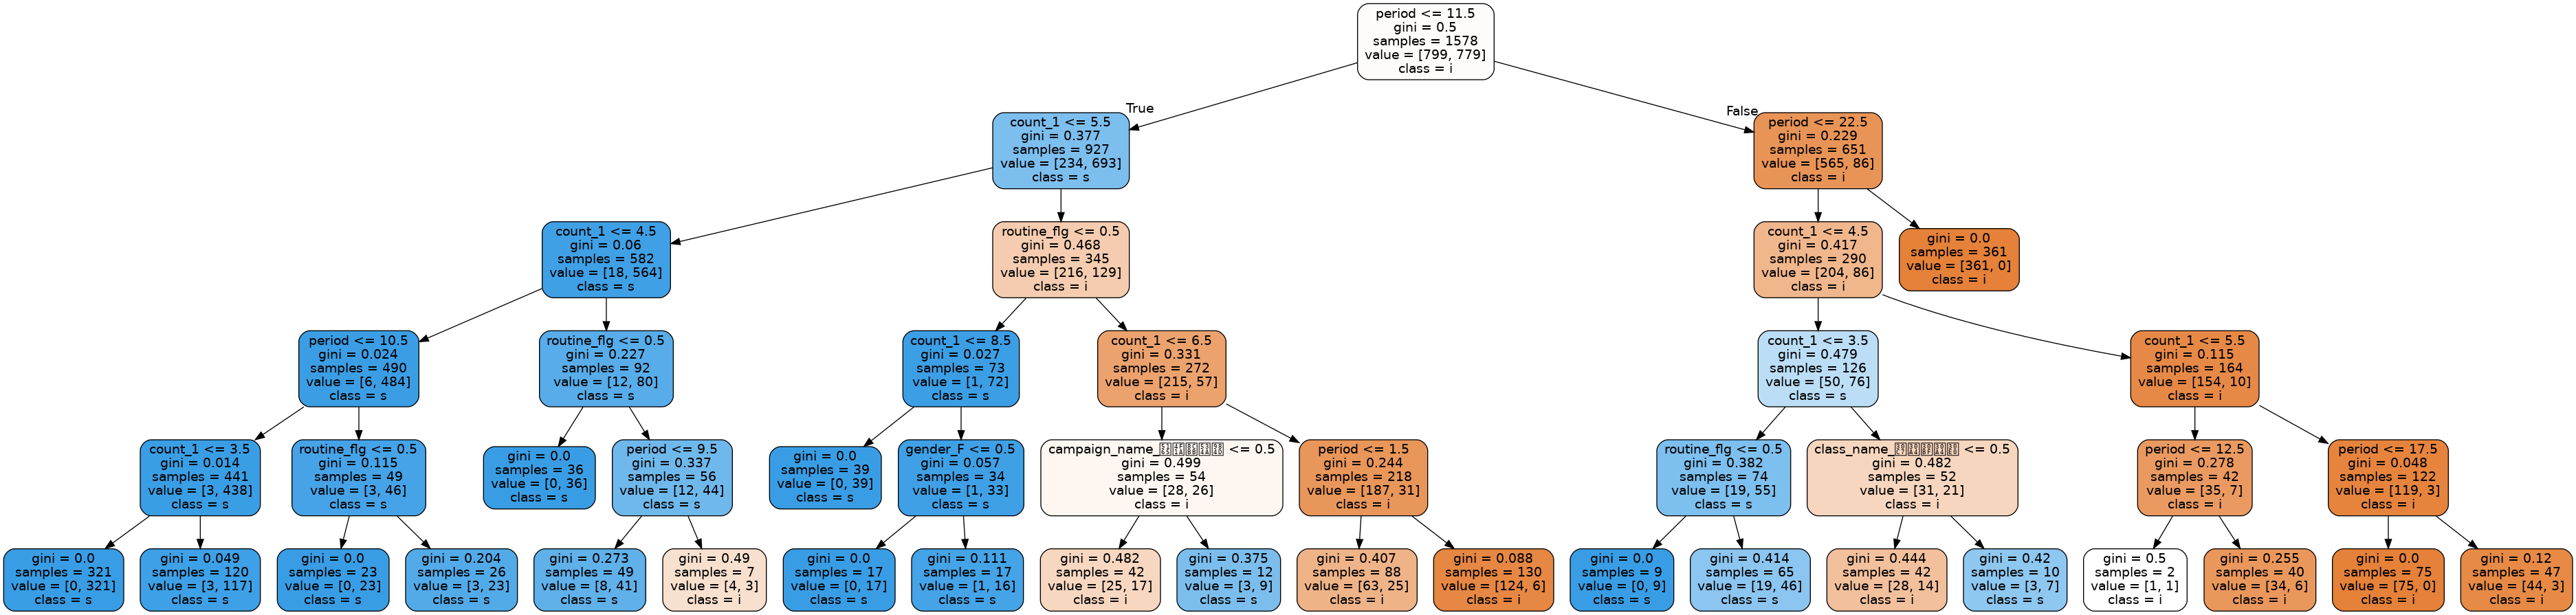 period <= 11.5
gini = 0.5
samples = 1578
value = [799, 779]
class = i
True
False
count_1 <= 5.5
gini = 0.377
samples = 927
value = [234, 693]
class = s
period <= 22.5
gini = 0.229
samples = 651
value = [565, 86]
class = i
count_1 <= 4.5
gini = 0.06
samples = 582
value = [18, 564]
class = s
routine_flg <= 0.5
gini = 0.468
samples = 345
value = [216, 129]
class = i
count_1 <= 4.5
gini = 0.417
samples = 290
value = [204, 86]
class = i
gini = 0.0
samples = 361
value = [361, 0]
class = i
period <= 10.5
gini = 0.024
samples = 490
value = [6, 484]
class = s
routine_flg <= 0.5
gini = 0.227
samples = 92
value = [12, 80]
class = s
count_1 <= 8.5
gini = 0.027
samples = 73
value = [1, 72]
class = s
count_1 <= 6.5
gini = 0.331
samples = 272
value = [215, 57]
class = i
count_1 <= 3.5
gini = 0.479
samples = 126
value = [50, 76]
class = s
count_1 <= 5.5
gini = 0.115
samples = 164
value = [154, 10]
class = i
count_1 <= 3.5
gini = 0.014
samples = 441
value = [3, 438]
class = s
routine_flg <= 0.5
gini = 0.115
samples = 49
value = [3, 46]
class = s
gini = 0.0
samples = 36
value = [0, 36]
class = s
period <= 9.5
gini = 0.337
samples = 56
value = [12, 44]
class = s
gini = 0.0
samples = 39
value = [0, 39]
class = s
gender_F <= 0.5
gini = 0.057
samples = 34
value = [1, 33]
class = s
campaign_name_ <= 0.5
gini = 0.499
samples = 54
value = [28, 26]
class = i
period <= 1.5
gini = 0.244
samples = 218
value = [187, 31]
class = i
routine_flg <= 0.5
gini = 0.382
samples = 74
value = [19, 55]
class = s
class_name_ <= 0.5
gini = 0.482
samples = 52
value = [31, 21]
class = i
period <= 12.5
gini = 0.278
samples = 42
value = [35, 7]
class = i
period <= 17.5
gini = 0.048
samples = 122
value = [119, 3]
class = i
gini = 0.0
samples = 321
value = [0, 321]
class = s
gini = 0.049
samples = 120
value = [3, 117]
class = s
gini = 0.0
samples = 23
value = [0, 23]
class = s
gini = 0.204
samples = 26
value = [3, 23]
class = s
gini = 0.273
samples = 49
value = [8, 41]
class = s
gini = 0.49
samples = 7
value = [4, 3]
class = i
gini = 0.0
samples = 17
value = [0, 17]
class = s
gini = 0.111
samples = 17
value = [1, 16]
class = s
gini = 0.482
samples = 42
value = [25, 17]
class = i
gini = 0.375
samples = 12
value = [3, 9]
class = s
gini = 0.407
samples = 88
value = [63, 25]
class = i
gini = 0.088
samples = 130
value = [124, 6]
class = i
gini = 0.0
samples = 9
value = [0, 9]
class = s
gini = 0.414
samples = 65
value = [19, 46]
class = s
gini = 0.444
samples = 42
value = [28, 14]
class = i
gini = 0.42
samples = 10
value = [3, 7]
class = s
gini = 0.5
samples = 2
value = [1, 1]
class = i
gini = 0.255
samples = 40
value = [34, 6]
class = i
gini = 0.0
samples = 75
value = [75, 0]
class = i
gini = 0.12
samples = 47
value = [44, 3]
class = i